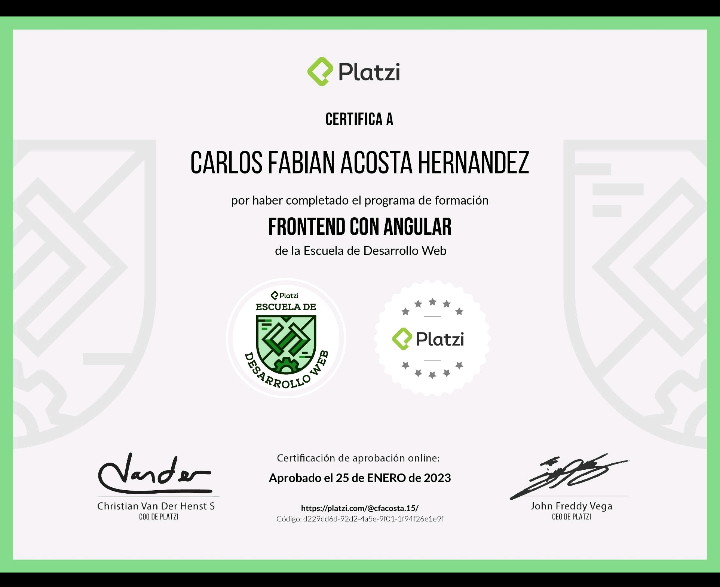 Platzi
CERTIFICA A
CARLOS FABIAN ACOSTA HERNANDEZ
por haber completado el programa de formación
FRONTEND CON ANGULAR
de la Escuela de Desarrollo Web
Platzi
ESCUELA DE
DESARROLLO WEB
Platzi
Certificación de aprobación online:
Aprobado el 25 de ENERO de 2023
Vander
Christian Van Der Henst S
COO DE PLATZI
https://platzi.com/@cfacosta.15/
Código:
John Freddy Vega
CEO DE PLATZI